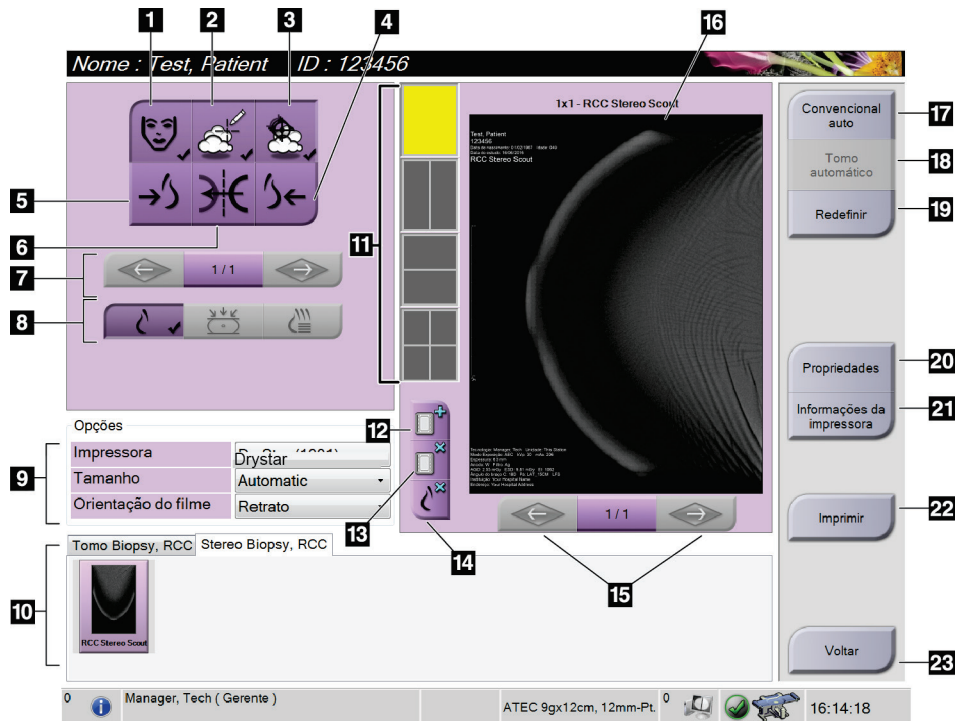 1
2
3
4
16
Nome : Test, Patient ID : 123456
11
1x1 - RCC Stereo Scout
Test, Patient
123456
RCC Stereo Scout
Convencional
auto
17
Tomo
automático
18
Redefinir
19
5
6
7
1 / 1
8
Propriedades
20
Informações da
impressora
21
Opções
9
Impressora
Drystar
Tamanho
Automatic
Orientação do filme
Retrato
12
13
14
1 / 1
15
Imprimir
22
10
Tomo Biopsy, RCC
Stereo Biopsy, RCC
RCC Stereo Scout
Voltar
23
0
Manager, Tech ( Gerente )
ATEC 9gx12cm, 12mm-Pt.
0
16:14:18